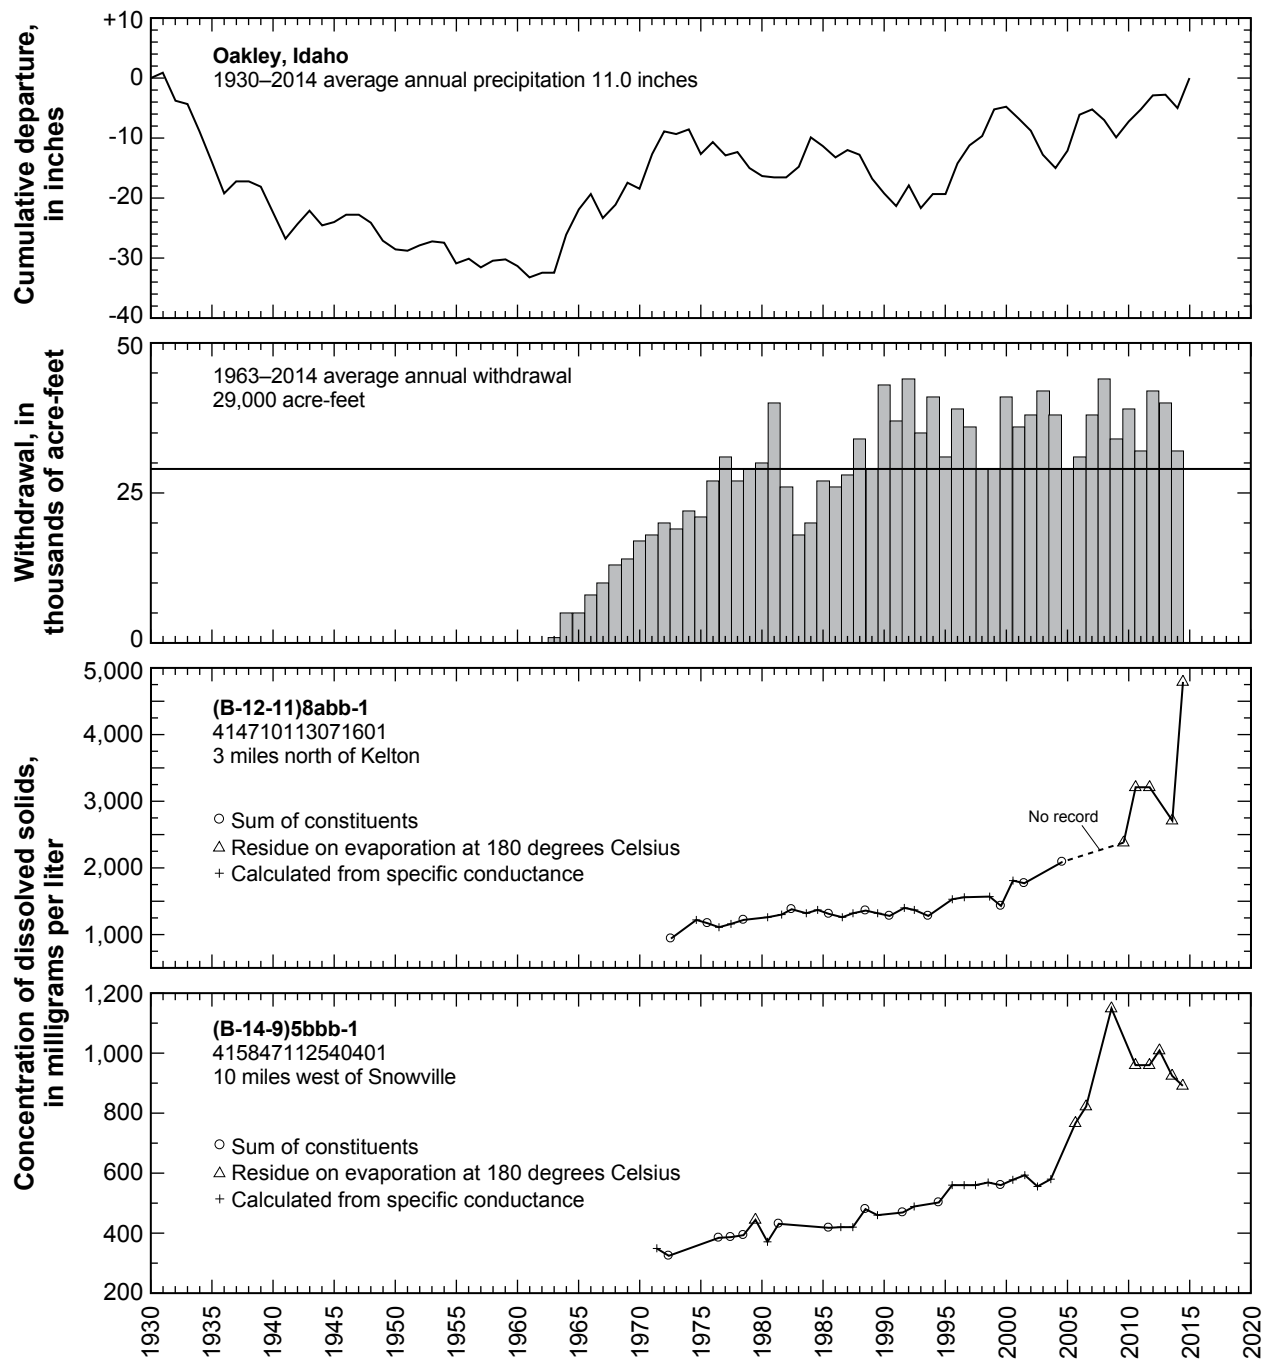 Cumulative departure,
in inches
+10
0
-10
-20
-30
-40
Oakley, Idaho
1930–2014 average annual precipitation 11.0 inches
Withdrawal, in
thousands of acre-feet
50
25
0
1963–2014 average annual withdrawal
29,000 acre-feet
Concentration of dissolved solids,
in milligrams per liter
5,000
4,000
3,000
2,000
1,000
(B-12-11)8abb-1
414710113071601
3 miles north of Kelton
Sum of constituents
Residue on evaporation at 180 degrees Celsius
Calculated from specific conductance
No record
1,200
1,000
800
600
400
200
(B-14-9)5bbb-1
415847112540401
10 miles west of Snowville
Sum of constituents
Residue on evaporation at 180 degrees Celsius
Calculated from specific conductance
1930
1935
1940
1945
1950
1955
1960
1965
1970
1975
1980
1985
1990
1995
2000
2005
2010
2015
2020